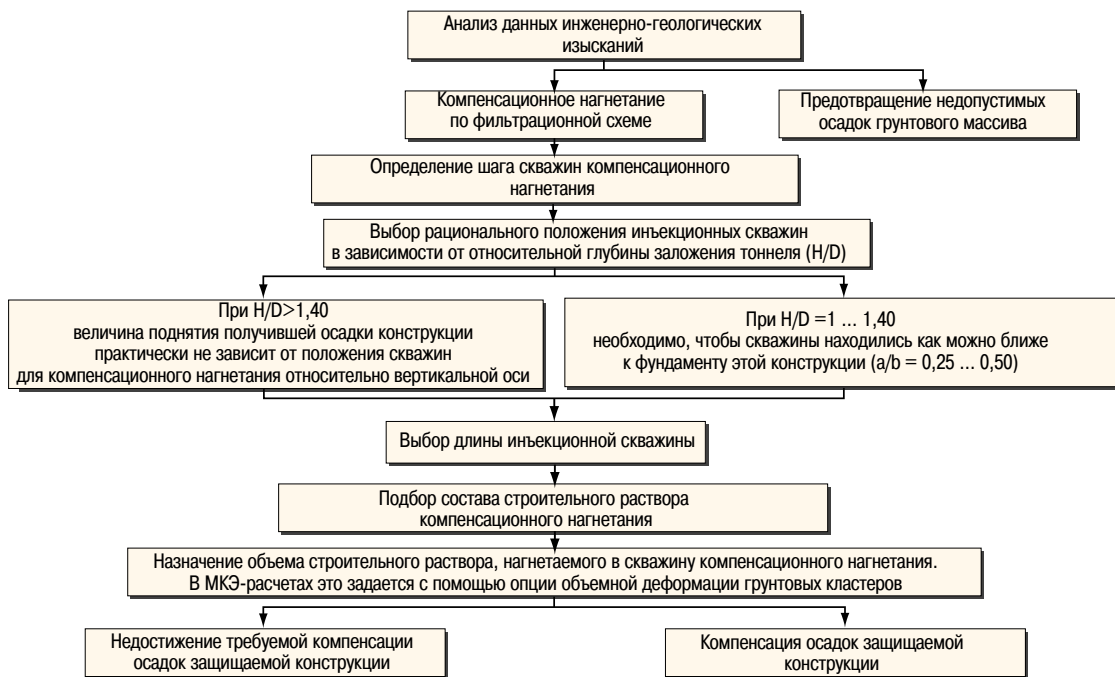 Анализ данных инженерно-геологических
изысканий
Компенсационное нагнетание
по фильтрационной схеме
Предотвращение недопустимых
осадок грунтового массива
Определение шага скважин компенсационного
нагнетания
Выбор рационального положения инъекционных скважин
в зависимости от относительной глубины заложения тоннеля (H/D)
При H/D>1,40
величина поднятия получившей осадки конструкции
практически не зависит от положения скважин
для компенсационного нагнетания относительно вертикальной оси
При H/D =1 ... 1,40
необходимо, чтобы скважины находились как можно ближе
к фундаменту этой конструкции (a/b = 0,25 ... 0,50)
Выбор длины инъекционной скважины
Подбор состава строительного раствора
компенсационного нагнетания
Назначение объема строительного раствора, нагнетаемого в скважину компенсационного нагнетания.
В МКЭ-расчетах это задается с помощью опции объемной деформации грунтовых кластеров
Недостижение требуемой компенсации
осадок защищаемой конструкции
Компенсация осадок защищаемой
конструкции